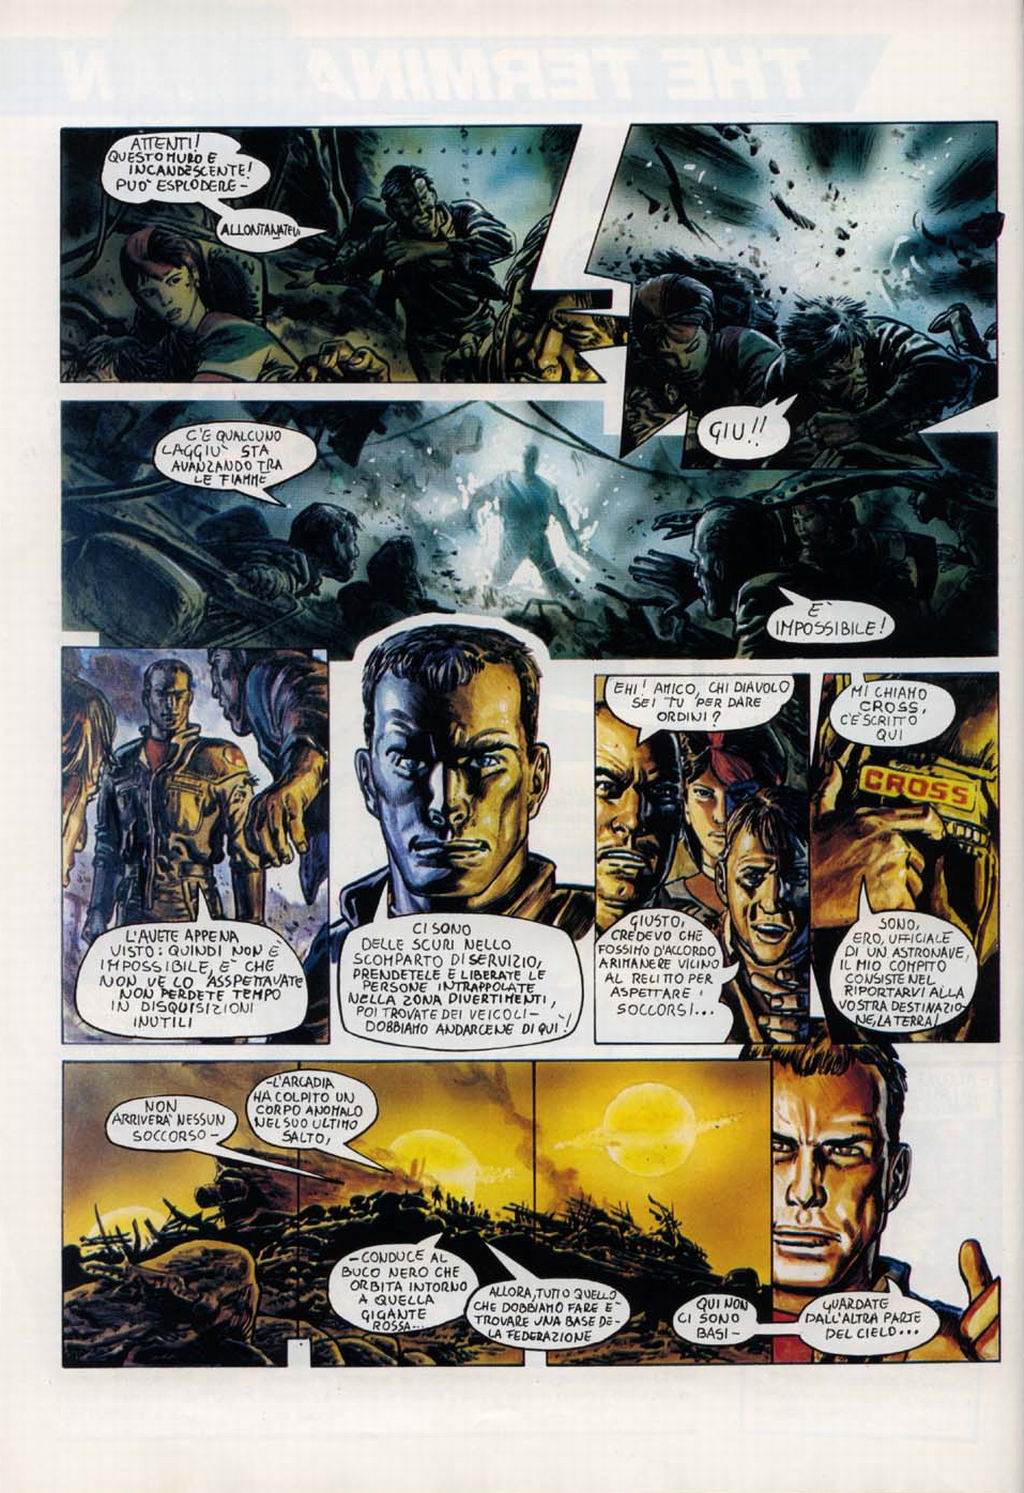 ATTENTI!
QUESTO MURO E
INCANDESCENTE!
PUO' ESPLODERE-
ALLONTANATEVI
GIU'!!
C'E QUALCUNO
LAGGIU' STA
AVANZANDO TRA
LE FIAMME
E'
IMPOSSIBILE!
L'AVETE APPENA
VISTO: QUINDI NON È
IMPOSSIBILE, E' CHE
NON VE LO ASPETTAVATE
NON PERDETE TEMPO
IN DISQUISIZIONI
INUTILI
CI SONO
DELLE SCURI NELLO
SCOMPARTO DI SERVIZIO,
PRENDETELE E LIBERATE LE
PERSONE INTRAPPOLATE
NELLA ZONA DIVERTIMENTI,
POI TROVATE DEI VEICOLI-
DOBBIAMO ANDARCENE DI QUI!
EHI! AMICO, CHI DIAVOLO
SEI TU PER DARE
ORDINI?
GIUSTO,
CREDEVO CHE
FOSSIMO D'ACCORDO
A RIMANERE VICINO
AL RELITTO PER
ASPETTARE I
SOCCORSI...
MI CHIAMO
CROSS,
C'E' SCRITTO
QUI
CROSS
SONO,
ERO, UFFICIALE
DI UN ASTRONAVE,
IL MIO COMPITO
CONSISTE NEL
RIPORTARVI ALLA
VOSTRA DESTINAZIO-
NE, LA TERRA!
NON
ARRIVERA' NESSUN
SOCCORSO-
-L'ARCADIA
HA COLPITO UN
CORPO ANOMALO
NEL SUO ULTIMO
SALTO,
-CONDUCE AL
BUCO NERO CHE
ORBITA INTORNO
A QUELLA
GIGANTE
ROSSA...
ALLORA, TUTTO QUELLO
CHE DOBBIAMO FARE E'
TROVARE UNA BASE DE-
LA FEDERAZIONE
QUI NON
CI SONO
BASI-
GUARDATE
DALL'ALTRA PARTE
DEL CIELO...